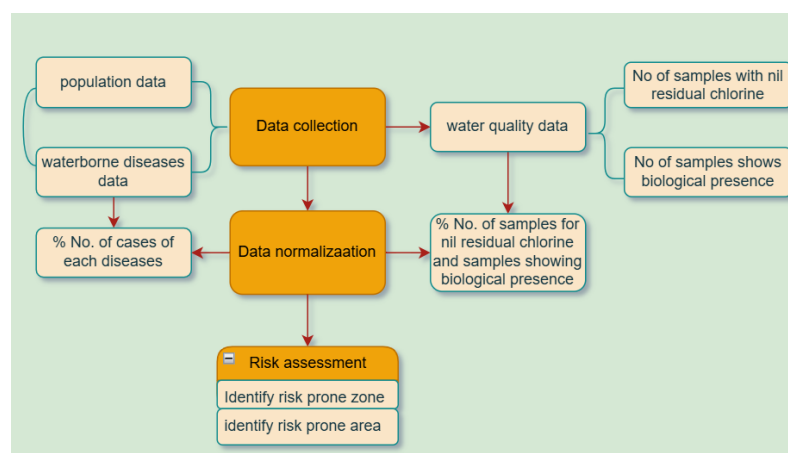 population data
waterborne diseases
data
Data collection
water quality data
No of samples with nil
residual chlorine
No of samples shows
biological presence
% No. of cases of
each diseases
Data normalizaation
% No. of samples for
nil residual chlorine
and samples showing
biological presence
Risk assessment
Identify risk prone zone
identify risk prone area